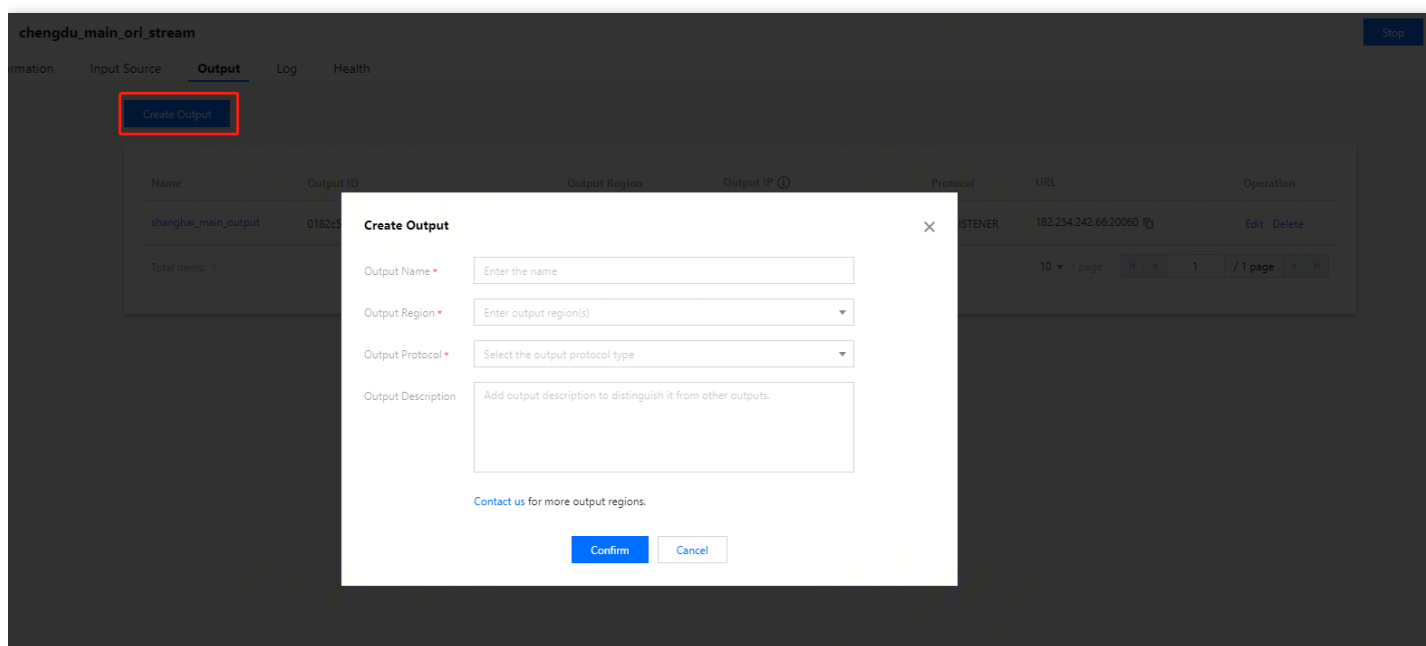 chengdu_main_ori_stream
Stop
rmation Input Source Output Log Health
Create Output
Name Output ID Output Region Output IP Protocol URL Operation
shanghai_main_output 0182c5 STENER 182.254.242.66:20060 Edit Delete
Total items: 1 10 / page 1 / 1 page
Create Output
Output Name * Enter the name
Output Region * Enter output region(s)
Output Protocol * Select the output protocol type
Output Description Add output description to distinguish it from other outputs.
Contact us for more output regions.
Confirm Cancel